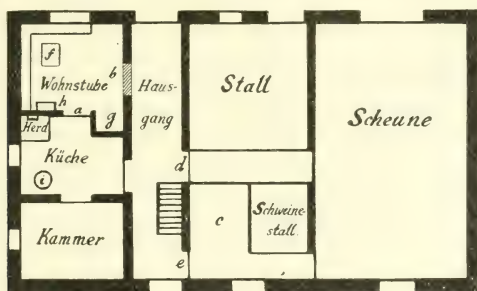 f
b
Wohnstube
h
a
g
Herd
Küche
i
Kammer
Haus-
gang
d
e
Stall
c
Schweine-
stall.
Scheune